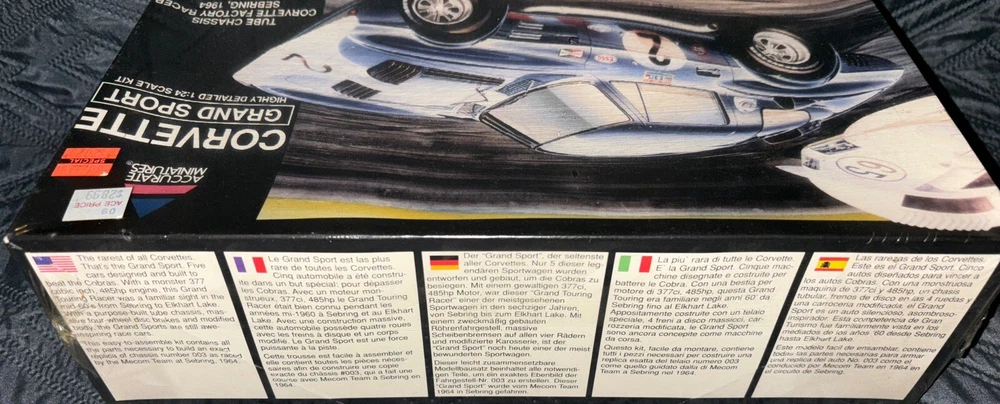 TUBE CHASSIS
CORVETTE FACTORY RACER
SEBRING, 1964
CORVETTE
GRAND SPORT
HIGHLY DETAILED 1:24 SCALE KIT
ACCURATE
MINIATURES®
SPECIAL
ACE PRICE
2
2
The rarest of all Corvettes.
That's the Grand Sport. Five
cars designed and built to
beat the Cobras. With a monster 377
cubic engine, this Grand
Touring Racer was a familiar sight in the
mid 60's from Sebring to Elkhart Lake.
With a purpose-built tube chassis,
four wheel disc brakes and modified
body, the Grand Sports are still awe-
inspiring race cars.
This easy-to-assemble kit contains all
the parts necessary to build an exact
replica of chassis number 003 as raced
by the Mecom Team at Sebring, 1964.
Le Grand Sport est las plus
rare de toutes les Corvettes.
Cinq automobile a été constru-
ite dans un but spécial: pour dépasser
les Cobras. Avec un moteur mon-
strueux, 377ci, 485hp le Grand Touring
Racer était bien connu pendant les
années mi-1960 à Sebring et au Elkhart
Lake. Avec une construction massive,
cette automobile possède quatre roues
avec les freins à disque et un corps
modifié. Le Grand Sport est une force
puissante à la piste.
Cette trousse est facile à assembler et
elle contient toutes les pièces néces-
saires afin de construire une copie
exacte du châssis #003, qui a fait une
course avec Mecom Team à Sebring en
1964.
Der "Grand Sport", der seltenste
aller Corvettes. Nur 5 dieser leg-
endären Sportwagen wurden
entworfen und gebaut, um die Cobras zu
besiegen. Mit einem gewaltigen 377ci,
485hp Motor, war dieser "Grand Touring
Racer" einer der meistgesehenen
Sportwagen in den sechziger Jahren,
von Sebring bis zum Elkhart Lake. Mit
einem zweckmäßig gebauten
Röhrenfahrgestell, massive
Scheibenbremsen auf allen vier Rädern
und modifizierte Karosserie, ist der
"Grand Sport" noch heute einer der meist
bewunderten Sportwagen.
Dieser leicht zusammensetzbare
Modellbausatz beinhaltet alle notwendi-
gen Teile, um ein exaktes Ebenbild der
Fahrgestell Nr. 003 zu erstellen. Dieser
"Grand Sport" wurde vom Mecom Team
1964 in Sebring gefahren.
La piu' rara di tutte le Corvette.
E la Grand Sport. Cinque mac-
chine disegnate e costruite per
battere le Cobra. Con una bestia per
motore di 377ci, 485hp, questa Grand
Touring era familiare negli anni 60' da
Sebring fino al Elkhart Lake.
Appositamente costruite con un telaio
speciale, 4 freni a disco massicci, car-
rozzeria modificata, le Grand Sport
sono ancora concepite come macchine
da corsa.
Questo kit, facile da montare, contiene
tutti i pezzi necessari per costruire una
replica esatta del telaio numero 003
come quello guidato dalla di Mecom
Team a Sebring nel 1964.
Las rarezas de los Corvettes.
Este es el Grand Sport. Cinco
autos diseñados para vencer a
los autos Cobras. Con una monstruosa
maquina de 377ci y 485hp, un chassis
tubular, frenos de disco en las 4 ruedas y
una carroceria modificada, el Grand
Sport es un auto silencioso, asombroso-
inspirador. En competencia de Gran
Turismo fue familiarmente vista en los
mediados de los años '60 desde Sebring
hasta Elkhart Lake.
Este modelo facil de ensamblar, contiene
todas las partes necesarias para armar
una replica del auto No. 003 como el
conducido por Mecom Team en 1964 en
el circuito de Sebring.